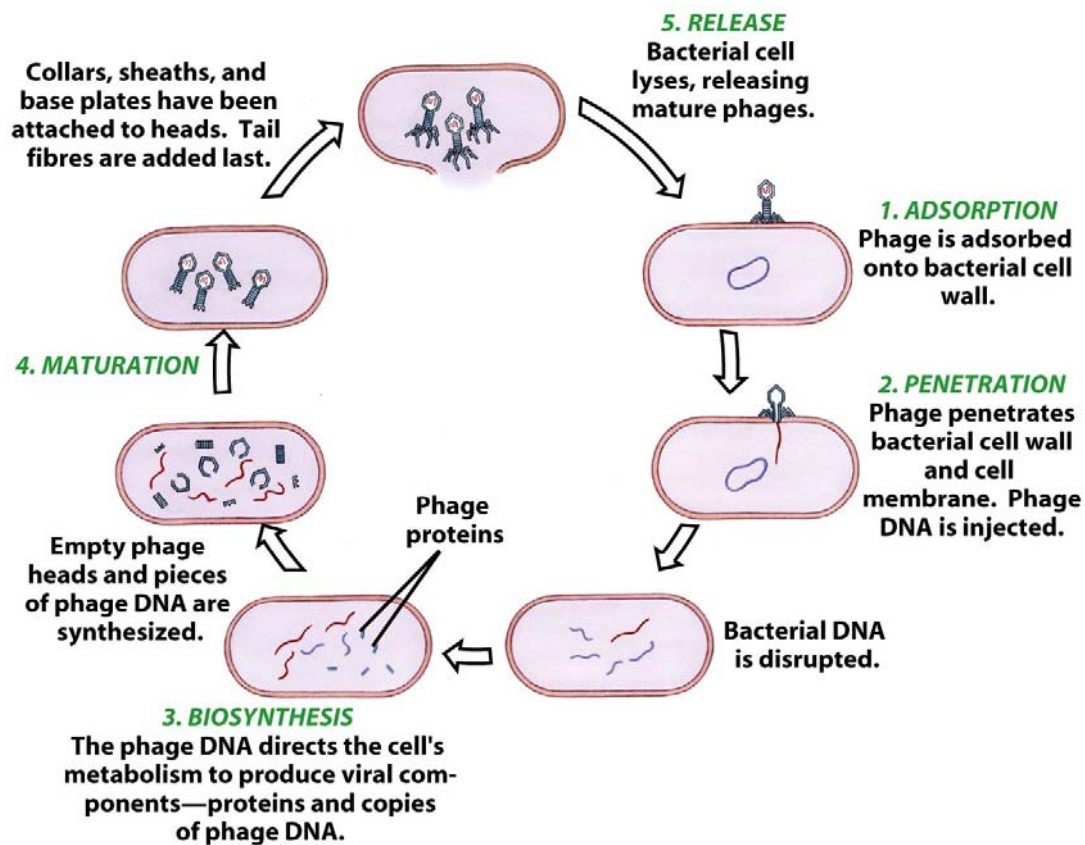 5. RELEASE
Bacterial cell
lyses, releasing
mature phages.
1. ADSORPTION
Phage is adsorbed
onto bacterial cell
wall.
2. PENETRATION
Phage penetrates
bacterial cell wall
and cell
membrane.  Phage
DNA is injected.
Bacterial DNA
is disrupted.
Phage
proteins
3. BIOSYNTHESIS
The phage DNA directs the cell's
metabolism to produce viral com-
ponents—proteins and copies
of phage DNA.
Empty phage
heads and pieces
of phage DNA are
synthesized.
4. MATURATION
Collars, sheaths, and
base plates have been
attached to heads.  Tail
fibres are added last.